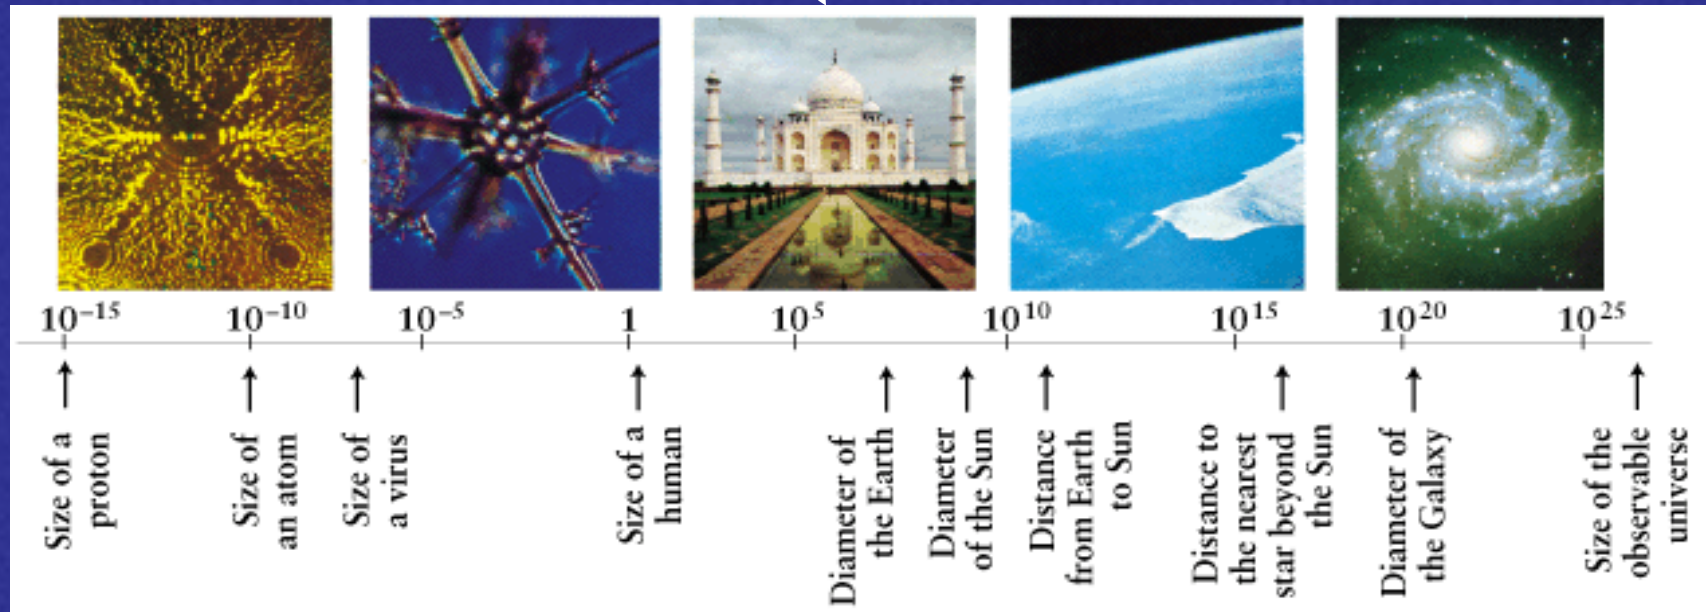 10⁻¹⁵ 10⁻¹⁰ 10⁻⁵ 1 10⁵ 10¹⁰ 10¹⁵ 10²⁰ 10²⁵
Size of a
proton
Size of
an atom
Size of
a virus
Size of a
human
Diameter of
the Earth
Diameter
of the Sun
Distance
from Earth
to Sun
Distance to
the nearest
star beyond
the Sun
Diameter of
the Galaxy
Size of the
observable
universe